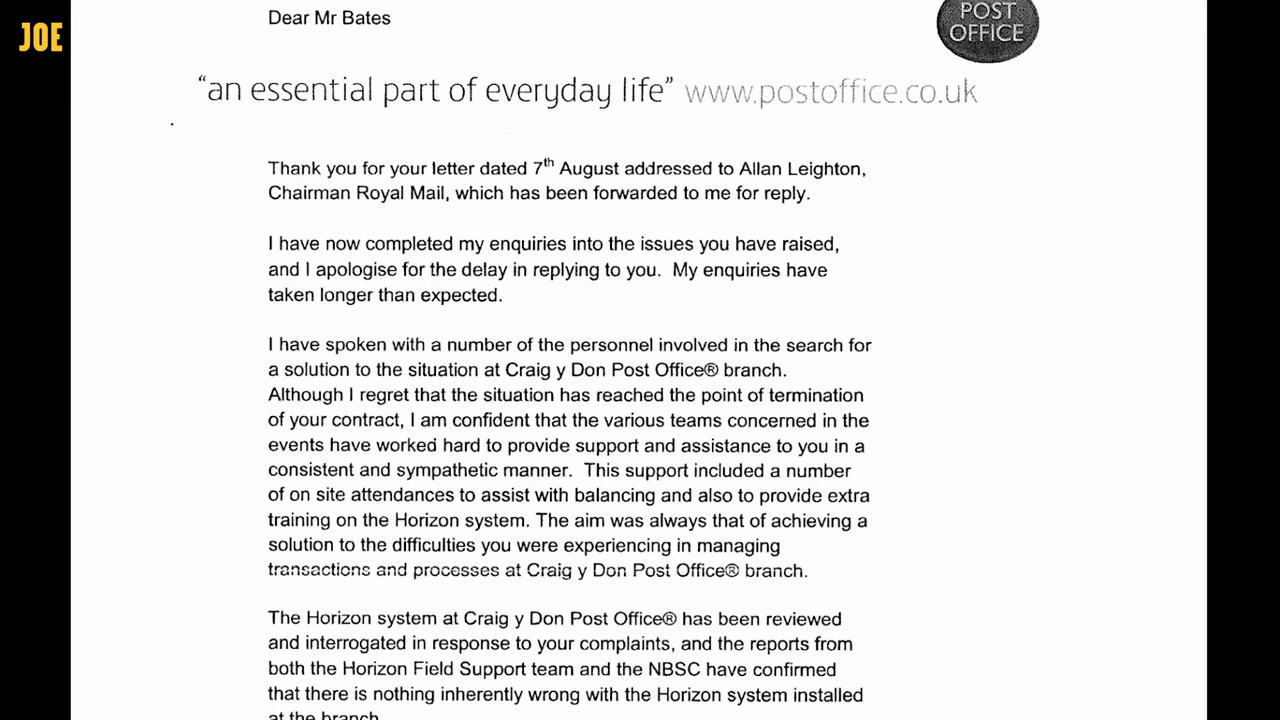 JOE
Dear Mr Bates
POST
OFFICE
“an essential part of everyday life” www.postoffice.co.uk
Thank you for your letter dated 7th August addressed to Allan Leighton,
Chairman Royal Mail, which has been forwarded to me for reply.
I have now completed my enquiries into the issues you have raised,
and I apologise for the delay in replying to you. My enquiries have
taken longer than expected.
I have spoken with a number of the personnel involved in the search for
a solution to the situation at Craig y Don Post Office® branch.
Although I regret that the situation has reached the point of termination
of your contract, I am confident that the various teams concerned in the
events have worked hard to provide support and assistance to you in a
consistent and sympathetic manner. This support included a number
of on site attendances to assist with balancing and also to provide extra
training on the Horizon system. The aim was always that of achieving a
solution to the difficulties you were experiencing in managing
transactions and processes at Craig y Don Post Office® branch.
The Horizon system at Craig y Don Post Office® has been reviewed
and interrogated in response to your complaints, and the reports from
both the Horizon Field Support team and the NBSC have confirmed
that there is nothing inherently wrong with the Horizon system installed
at the branch